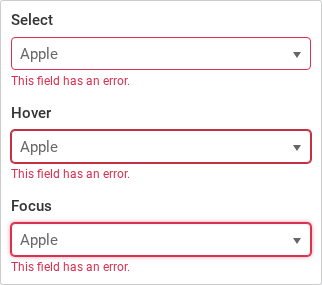 Select
Apple
This field has an error.
Hover
Apple
This field has an error.
Focus
Apple
This field has an error.